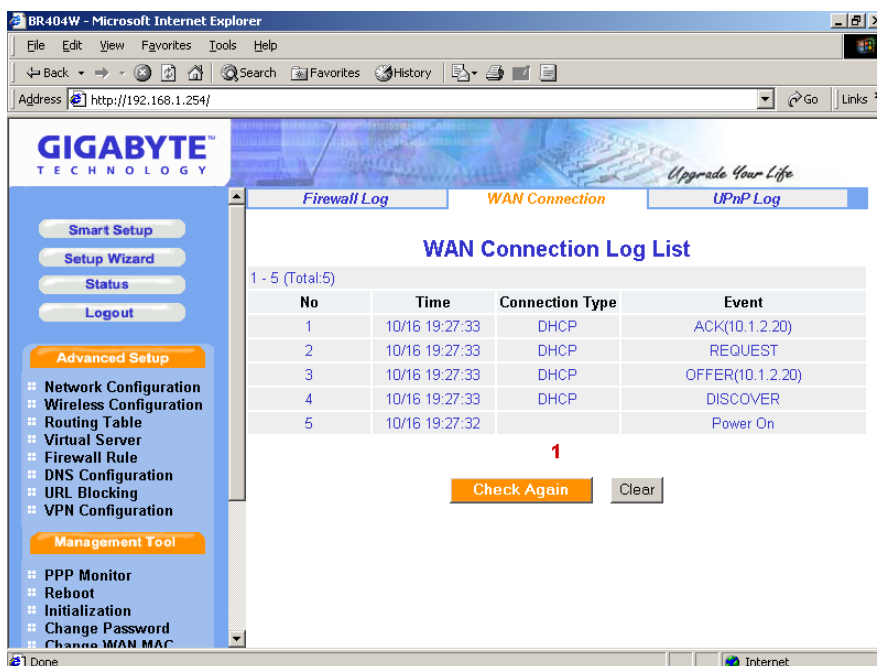 BR404W - Microsoft Internet Explorer
File Edit View Favorites Tools Help
Back Search Favorites History
Address http://192.168.1.254/ Go Links
GIGABYTE™
TECHNOLOGY
Upgrade Your Life
Firewall Log WAN Connection UPnP Log
Smart Setup
Setup Wizard
Status
Logout
Advanced Setup
Network Configuration
Wireless Configuration
Routing Table
Virtual Server
Firewall Rule
DNS Configuration
URL Blocking
VPN Configuration
Management Tool
PPP Monitor
Reboot
Initialization
Change Password
Change WAN MAC
WAN Connection Log List
1 - 5 (Total:5)
No Time Connection Type Event
1 10/16 19:27:33 DHCP ACK(10.1.2.20)
2 10/16 19:27:33 DHCP REQUEST
3 10/16 19:27:33 DHCP OFFER(10.1.2.20)
4 10/16 19:27:33 DHCP DISCOVER
5 10/16 19:27:32 Power On
1
Check Again Clear
Done Internet